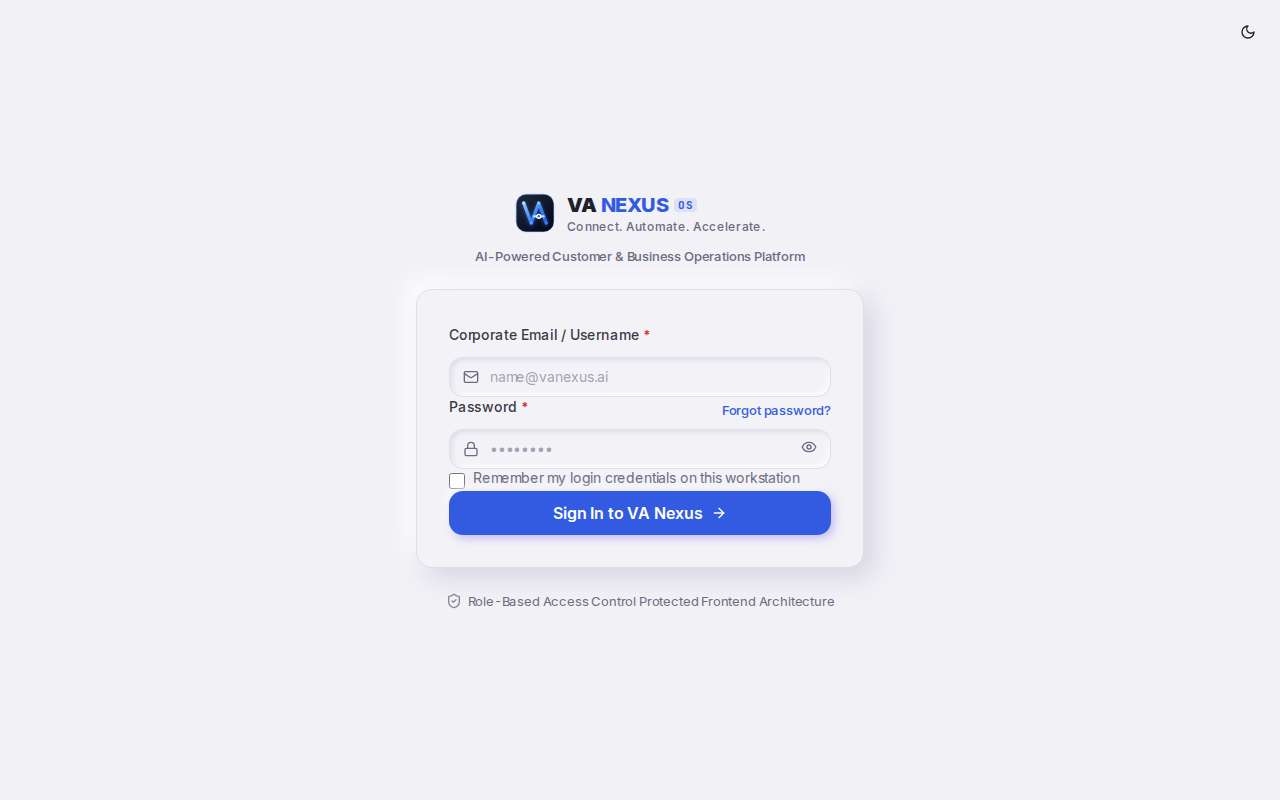 VA NEXUS OS
Connect. Automate. Accelerate.
AI-Powered Customer & Business Operations Platform
Corporate Email / Username *
name@vanexus.ai
Password *
Forgot password?
••••••••
Remember my login credentials on this workstation
Sign In to VA Nexus →
Role-Based Access Control Protected Frontend Architecture